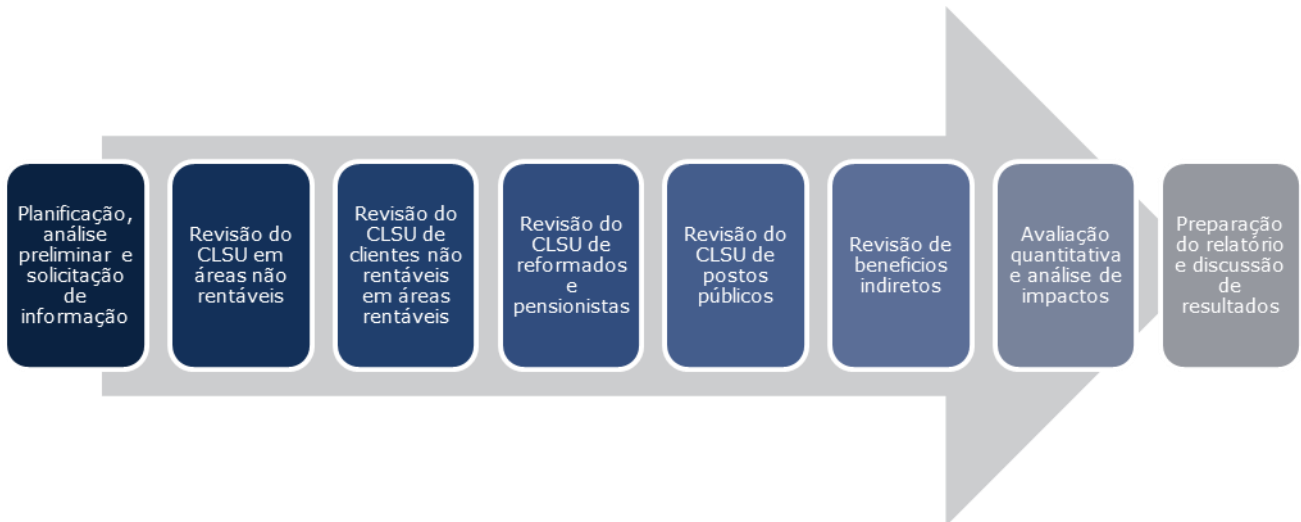 Planificação,
análise
preliminar e
solicitação
de
informação
Revisão do
CLSU em
áreas não
rentáveis
Revisão do
CLSU de
clientes não
rentáveis
em áreas
rentáveis
Revisão do
CLSU de
reformados
e
pensionistas
Revisão do
CLSU de
postos
públicos
Revisão de
beneficios
indiretos
Avaliação
quantitativa
e análise de
impactos
Preparação
do relatório
e discussão
de
resultados